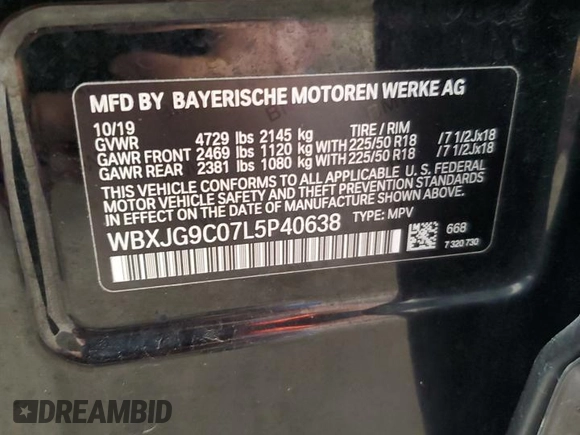 MFD BY BAYERISCHE MOTOREN WERKE AG
10/19 TIRE / RIM
GVWR 4729 lbs 2145 kg
GAWR FRONT 2469 lbs 1120 kg WITH 225/50 R18 /7 1/2Jx18
GAWR REAR 2381 lbs 1080 kg WITH 225/50 R18 /7 1/2Jx18
THIS VEHICLE CONFORMS TO ALL APPLICABLE U. S. FEDERAL
MOTOR VEHICLE SAFETY AND THEFT PREVENTION STANDARDS
IN EFFECT ON THE DATE OF MANUFACTURE SHOWN ABOVE.
WBXJG9C07L5P40638 TYPE: MPV
668
7 320 730
DREAMBID